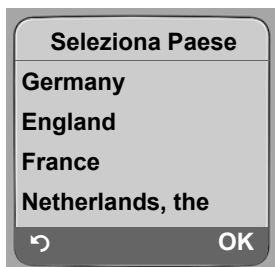 Seleziona Paese
Germany
England
France
Netherlands, the
OK